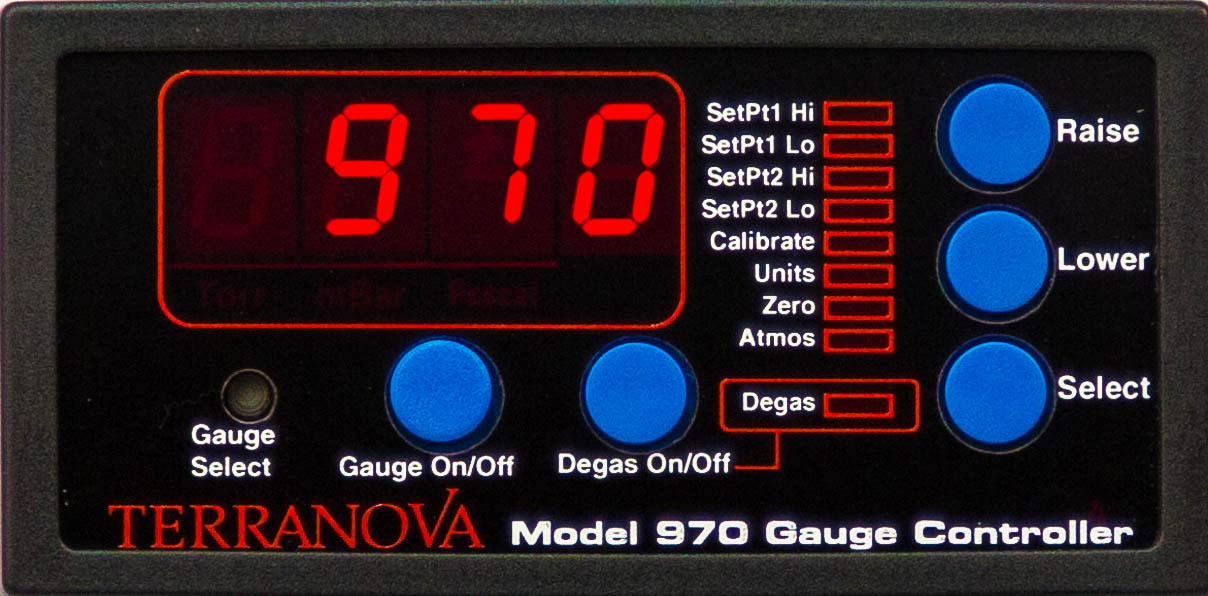 970
Torr mBar Pascal
SetPt1 Hi
SetPt1 Lo
SetPt2 Hi
SetPt2 Lo
Calibrate
Units
Zero
Atmos
Degas
Raise
Lower
Select
Gauge
Select
Gauge On/Off
Degas On/Off
TERRANOVA
Model 970 Gauge Controller